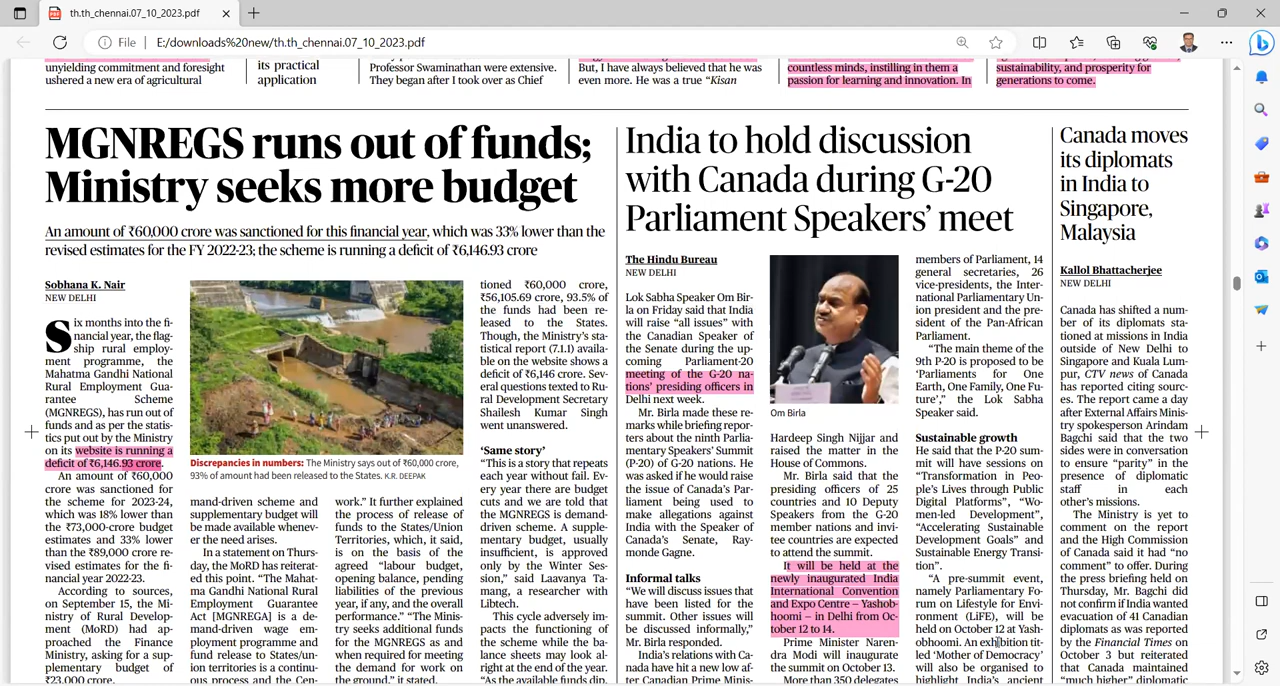 th.th_chennai.07_10_2023.pdf
File
E:/downloads%20new/th.th_chennai.07_10_2023.pdf
unyielding commitment and foresight
ushered a new era of agricultural
its practical
application
Professor Swaminathan were extensive.
They began after I took over as Chief
But, I have always believed that he was
even more. He was a true “Kisan
countless minds, instilling in them a
passion for learning and innovation. In
sustainability, and prosperity for
generations to come.
MGNREGS runs out of funds;
Ministry seeks more budget
An amount of ₹60,000 crore was sanctioned for this financial year, which was 33% lower than the
revised estimates for the FY 2022-23; the scheme is running a deficit of ₹6,146.93 crore
Sobhana K. Nair
NEW DELHI
Six months into the fi-
nancial year, the flag-
ship rural employ-
ment programme, the
Mahatma Gandhi National
Rural Employment Gua-
rantee Scheme
(MGNREGS), has run out of
funds and as per the statis-
tics put out by the Ministry
on its website is running a
deficit of ₹6,146.93 crore.
An amount of ₹60,000
crore was sanctioned for
the scheme for 2023-24,
which was 18% lower than
the ₹73,000-crore budget
estimates and 33% lower
than the ₹89,000 crore re-
vised estimates for the fi-
nancial year 2022-23.
According to sources,
on September 15, the Mi-
nistry of Rural Develop-
ment (MoRD) had ap-
proached the Finance
Ministry, asking for a sup-
plementary budget of
₹23,000 crore.
Discrepancies in numbers: The Ministry says out of ₹60,000 crore,
93% of amount had been released to the States. K.R. DEEPAK
mand-driven scheme and
supplementary budget will
be made available whenev-
er the need arises.
In a statement on Thurs-
day, the MoRD has reiterat-
ed this point. “The Mahat-
ma Gandhi National Rural
Employment Guarantee
Act [MGNREGA] is a de-
mand-driven wage em-
ployment programme and
fund release to States/un-
ion territories is a continu-
ous process and the Cen-
work.” It further explained
the process of release of
funds to the States/Union
Territories, which, it said,
is on the basis of the
agreed “labour budget,
opening balance, pending
liabilities of the previous
year, if any, and the overall
performance.” “The Minis-
try seeks additional funds
for the MGNREGS as and
when required for meeting
the demand for work on
the ground,” it stated.
tioned ₹60,000 crore,
₹56,105.69 crore, 93.5% of
the funds had been re-
leased to the States.
Though, the Ministry’s sta-
tistical report (7.1.1) availa-
ble on the website shows a
deficit of ₹6,146 crore. Se-
veral questions texted to Ru-
ral Development Secretary
Shailesh Kumar Singh
went unanswered.
‘Same story’
“This is a story that repeats
each year without fail. Ev-
ery year there are budget
cuts and we are told that
the MGNREGS is demand-
driven scheme. A supple-
mentary budget, usually
insufficient, is approved
only by the Winter Ses-
sion,” said Laavanya Ta-
mang, a researcher with
Libtech.
This cycle adversely im-
pacts the functioning of
the scheme while the ba-
lance sheets may look al-
right at the end of the year.
“As the available funds dip,
India to hold discussion
with Canada during G-20
Parliament Speakers’ meet
The Hindu Bureau
NEW DELHI
Lok Sabha Speaker Om Bir-
la on Friday said that India
will raise “all issues” with
the Canadian Speaker of
the Senate during the up-
coming Parliament-20
meeting of the G-20 na-
tions’ presiding officers in
Delhi next week.
Mr. Birla made these re-
marks while briefing repor-
ters about the ninth Parlia-
mentary Speakers’ Summit
(P-20) of G-20 nations. He
was asked if he would raise
the issue of Canada’s Par-
liament being used to
make allegations against
India with the Speaker of
Canada’s Senate, Ray-
monde Gagne.
Informal talks
“We will discuss issues that
have been listed for the
summit. Other issues will
be discussed informally,”
Mr. Birla responded.
India’s relations with Ca-
nada have hit a new low af-
ter Canadian Prime Minis-
Om Birla
Hardeep Singh Nijjar and
raised the matter in the
House of Commons.
Mr. Birla said that the
presiding officers of 25
countries and 10 Deputy
Speakers from the G-20
member nations and invi-
tee countries are expected
to attend the summit.
It will be held at the
newly inaugurated India
International Convention
and Expo Centre – Yashob-
hoomi – in Delhi from Oc-
tober 12 to 14.
Prime Minister Naren-
dra Modi will inaugurate
the summit on October 13.
More than 350 delegates
members of Parliament, 14
general secretaries, 26
vice-presidents, the Inter-
national Parliamentary Un-
ion president and the pre-
sident of the Pan-African
Parliament.
“The main theme of the
9th P-20 is proposed to be
‘Parliaments for One
Earth, One Family, One Fu-
ture’,” the Lok Sabha
Speaker said.
Sustainable growth
He said that the P-20 sum-
mit will have sessions on
“Transformation in Peo-
ple’s Lives through Public
Digital Platforms”, “Wo-
men-led Development”,
“Accelerating Sustainable
Development Goals” and
Sustainable Energy Transi-
tion”.
“A pre-summit event,
namely Parliamentary Fo-
rum on Lifestyle for Envi-
ronment (LiFE), will be
held on October 12 at Yash-
obhoomi. An exhibition tit-
led ‘Mother of Democracy’
will also be organised to
highlight India’s ancient
Canada moves
its diplomats
in India to
Singapore,
Malaysia
Kallol Bhattacherjee
NEW DELHI
Canada has shifted a num-
ber of its diplomats sta-
tioned at missions in India
outside of New Delhi to
Singapore and Kuala Lum-
pur, CTV news of Canada
has reported citing sourc-
es. The report came a day
after External Affairs Minis-
try spokesperson Arindam
Bagchi said that the two
sides were in conversation
to ensure “parity” in the
presence of diplomatic
staff in each
other’s missions.
The Ministry is yet to
comment on the report
and the High Commission
of Canada said it had “no
comment” to offer. During
the press briefing held on
Thursday, Mr. Bagchi did
not confirm if India wanted
evacuation of 41 Canadian
diplomats as was reported
by the Financial Times on
October 3 but reiterated
that Canada maintained
“much higher” diplomatic